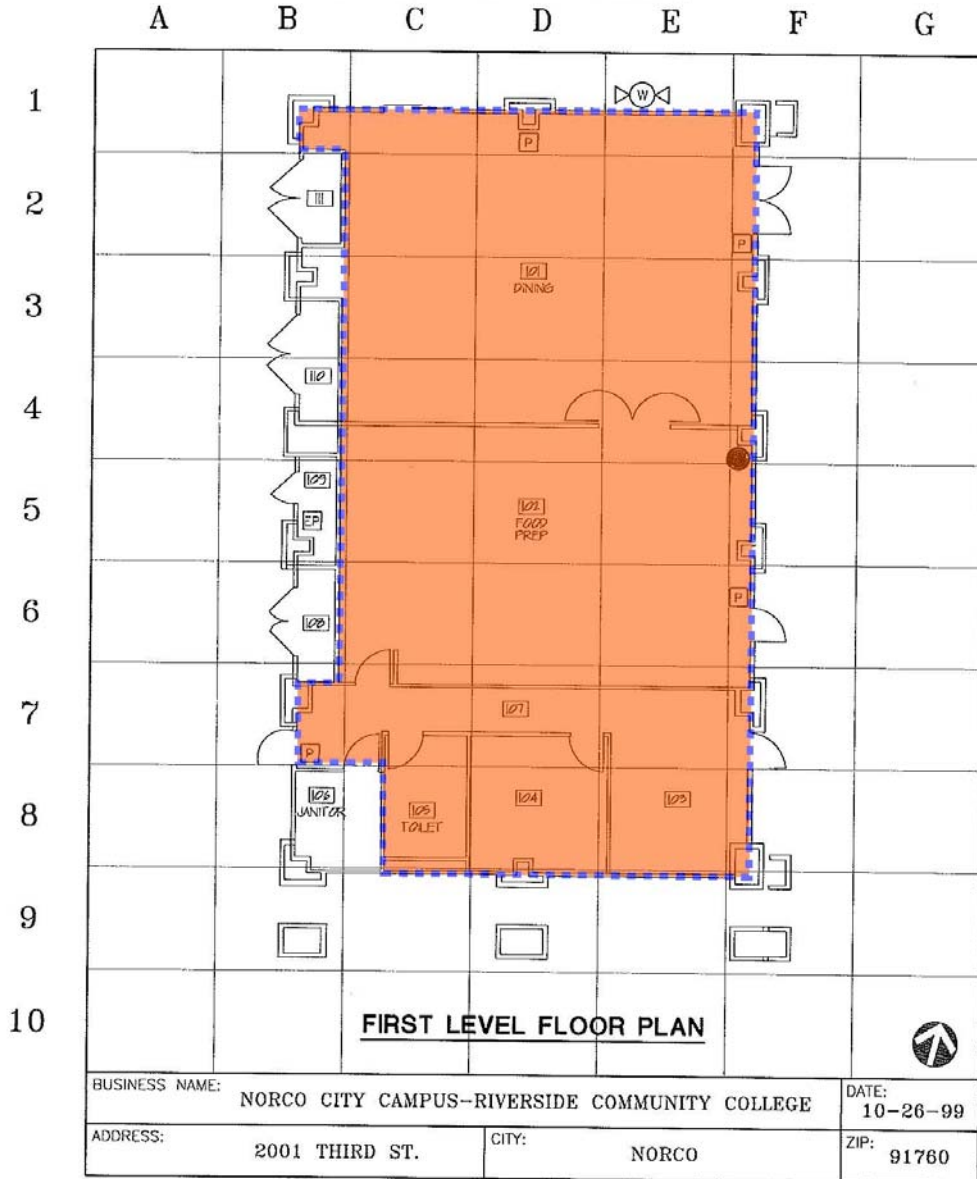 A B C D E F G
1
W
P
2
111
P
3
101
DINING
110
4
5
109
102
EP
FOOD
PREP
6
P
108
7
107
P
8
106
JANITOR
105
TOILET
104
103
9
10
FIRST LEVEL FLOOR PLAN
BUSINESS NAME: NORCO CITY CAMPUS-RIVERSIDE COMMUNITY COLLEGE DATE: 10-26-99
ADDRESS: 2001 THIRD ST. CITY: NORCO ZIP: 91760